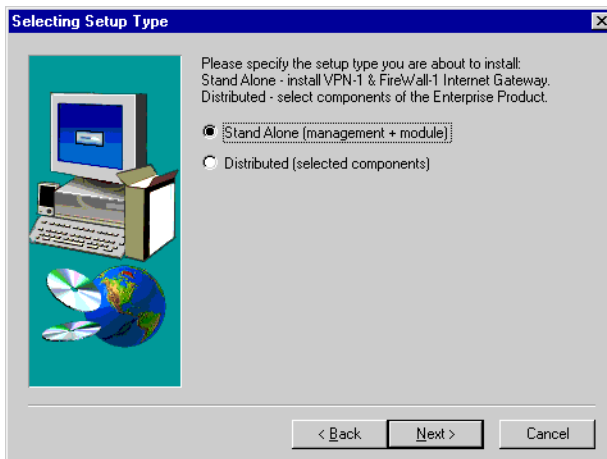 Selecting Setup Type
Please specify the setup type you are about to install:
Stand Alone - install VPN-1 & FireWall-1 Internet Gateway.
Distributed - select components of the Enterprise Product.
Stand Alone (management + module)
Distributed (selected components)
< Back
Next >
Cancel